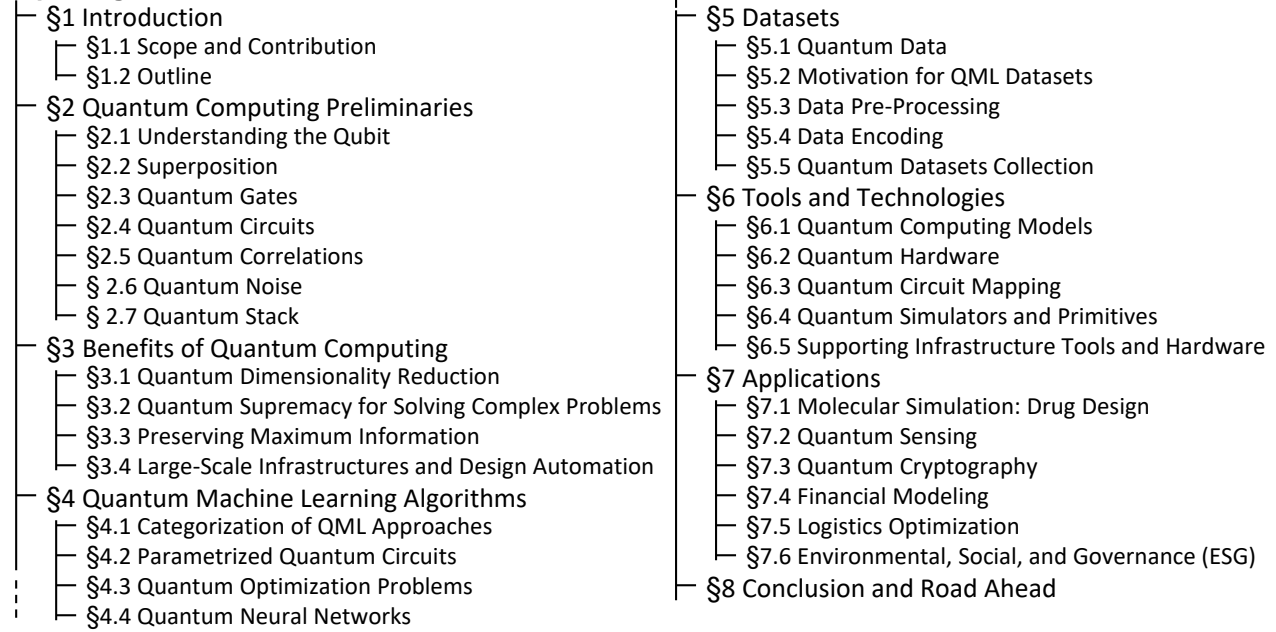 §1 Introduction
§1.1 Scope and Contribution
§1.2 Outline
§2 Quantum Computing Preliminaries
§2.1 Understanding the Qubit
§2.2 Superposition
§2.3 Quantum Gates
§2.4 Quantum Circuits
§2.5 Quantum Correlations
§ 2.6 Quantum Noise
§ 2.7 Quantum Stack
§3 Benefits of Quantum Computing
§3.1 Quantum Dimensionality Reduction
§3.2 Quantum Supremacy for Solving Complex Problems
§3.3 Preserving Maximum Information
§3.4 Large-Scale Infrastructures and Design Automation
§4 Quantum Machine Learning Algorithms
§4.1 Categorization of QML Approaches
§4.2 Parametrized Quantum Circuits
§4.3 Quantum Optimization Problems
§4.4 Quantum Neural Networks
§5 Datasets
§5.1 Quantum Data
§5.2 Motivation for QML Datasets
§5.3 Data Pre-Processing
§5.4 Data Encoding
§5.5 Quantum Datasets Collection
§6 Tools and Technologies
§6.1 Quantum Computing Models
§6.2 Quantum Hardware
§6.3 Quantum Circuit Mapping
§6.4 Quantum Simulators and Primitives
§6.5 Supporting Infrastructure Tools and Hardware
§7 Applications
§7.1 Molecular Simulation: Drug Design
§7.2 Quantum Sensing
§7.3 Quantum Cryptography
§7.4 Financial Modeling
§7.5 Logistics Optimization
§7.6 Environmental, Social, and Governance (ESG)
§8 Conclusion and Road Ahead